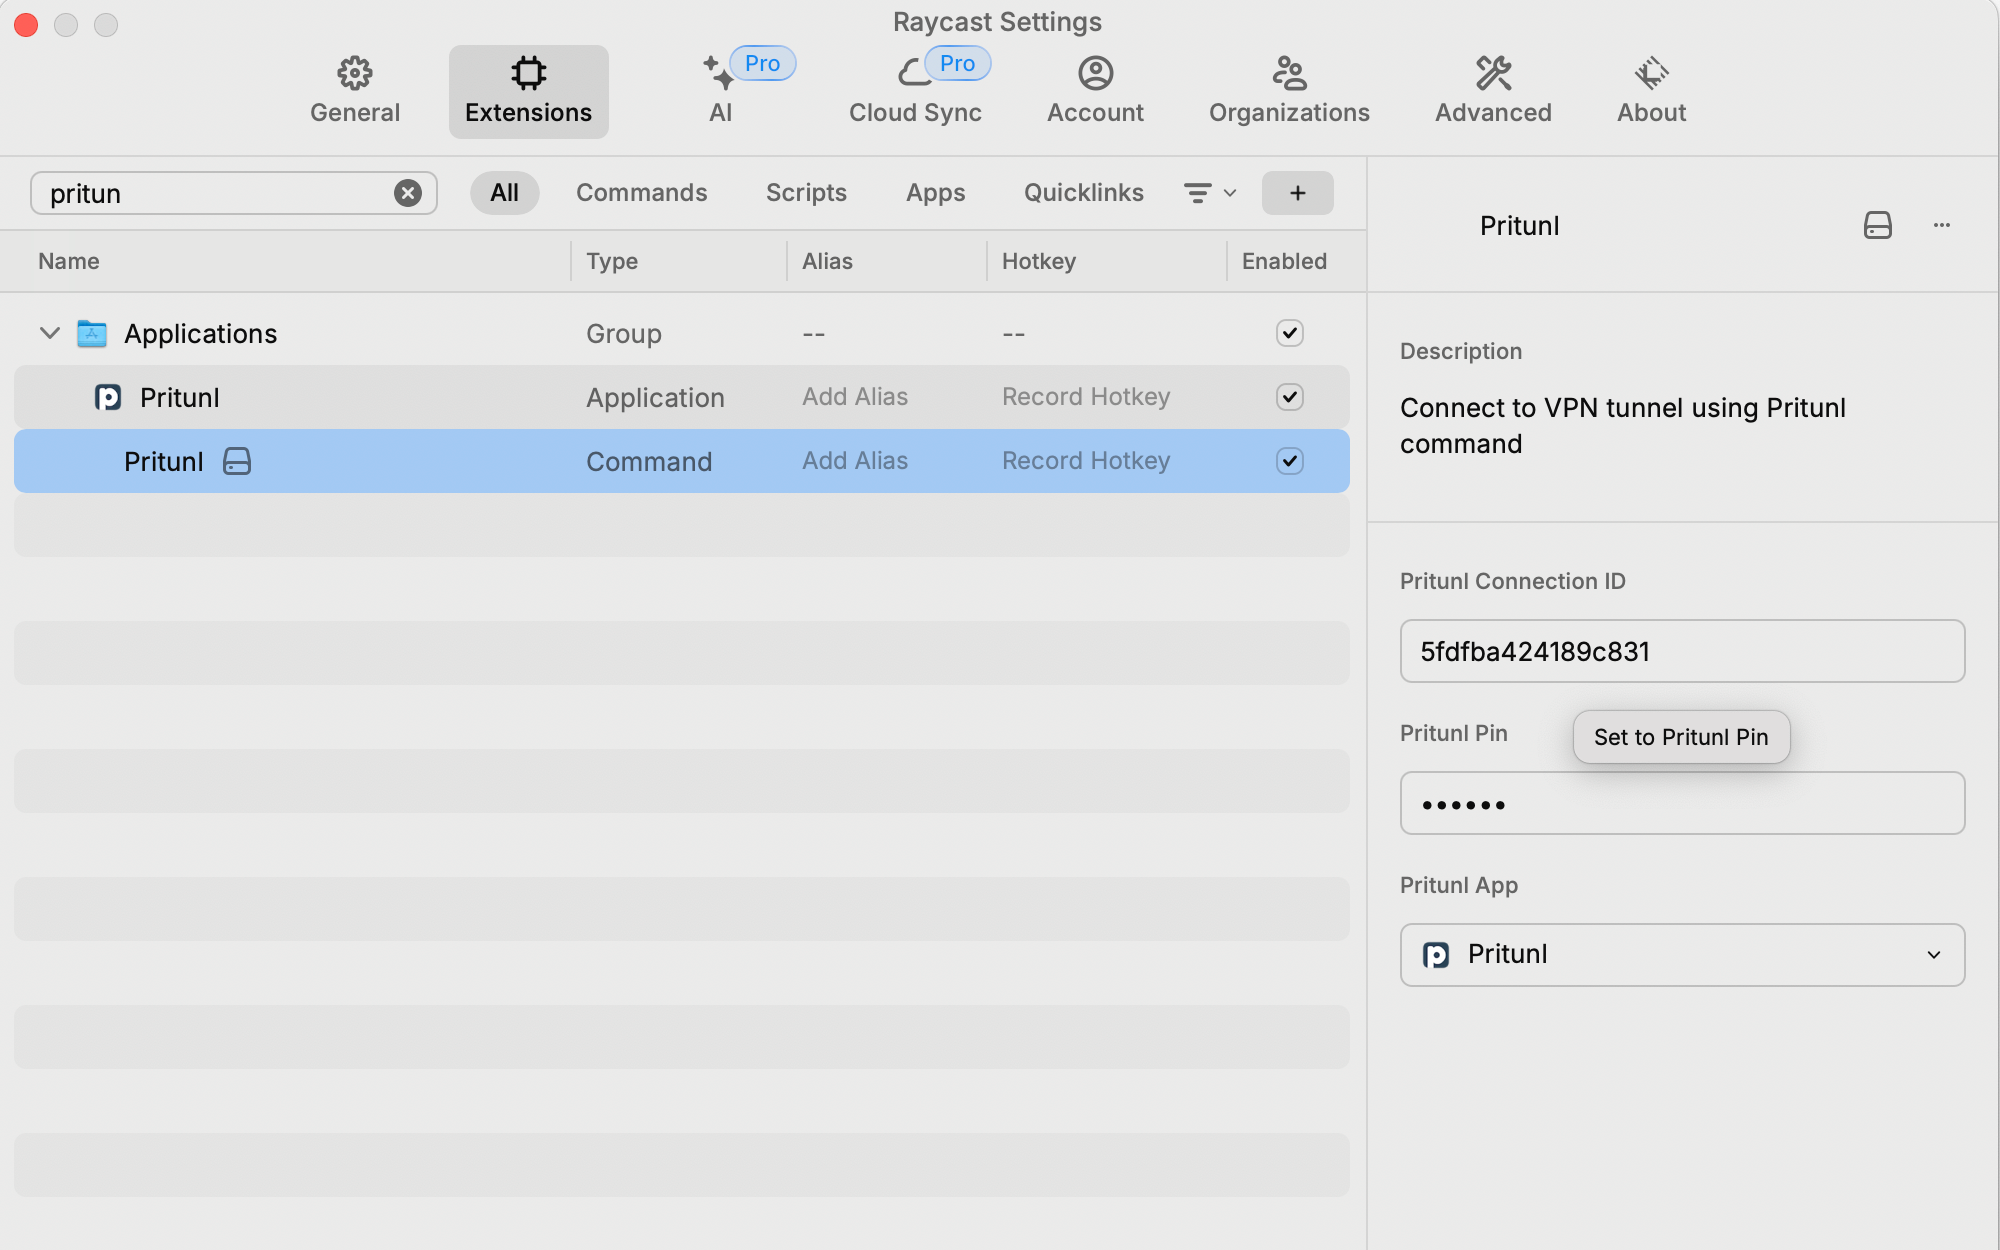 Raycast Settings
General
Extensions
AI
Pro
Cloud Sync
Pro
Account
Organizations
Advanced
About
pritun
All
Commands
Scripts
Apps
Quicklinks
+
Name Type Alias Hotkey Enabled
Applications Group -- --
Pritunl Application Add Alias Record Hotkey
Pritunl Command Add Alias Record Hotkey
Pritunl
Description
Connect to VPN tunnel using Pritunl
command
Pritunl Connection ID
5fdfba424189c831
Pritunl Pin
Set to Pritunl Pin
••••••
Pritunl App
Pritunl